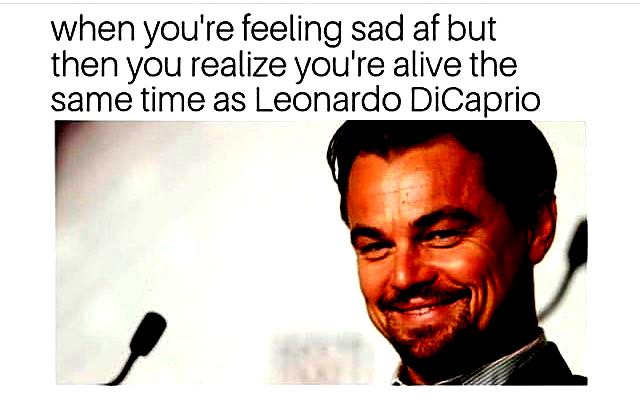 when you're feeling sad af but
then you realize you're alive the
same time as Leonardo DiCaprio